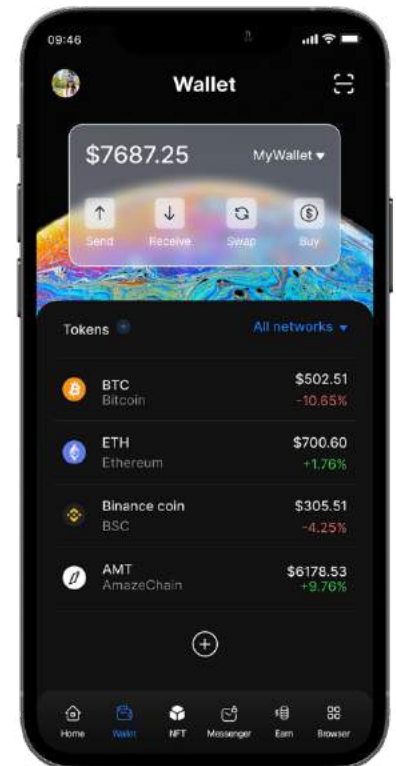 09:46
Wallet
$7687.25 MyWallet
Send Receive Swap Buy
Tokens All networks
BTC $502.51
Bitcoin -10.65%
ETH $700.60
Ethereum +1.76%
Binance coin $305.51
BSC -4.25%
AMT $6178.53
AmazeChain +9.76%
Home Wallet NFT Messenger Earn Browser